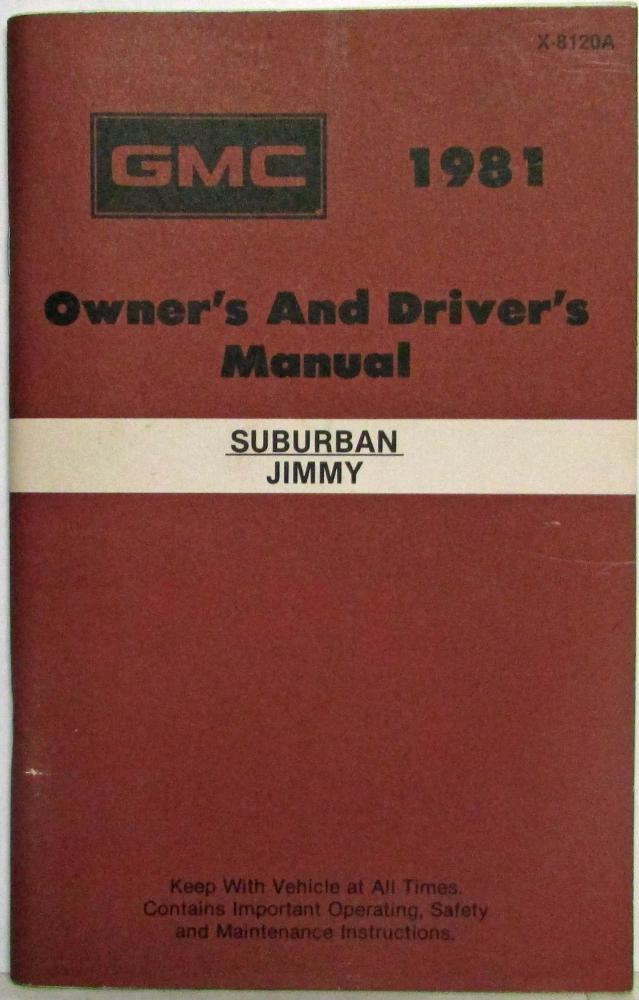 X-8120A
GMC 1981
Owner's And Driver's
Manual
SUBURBAN
JIMMY
Keep With Vehicle at All Times.
Contains Important Operating, Safety
and Maintenance Instructions.